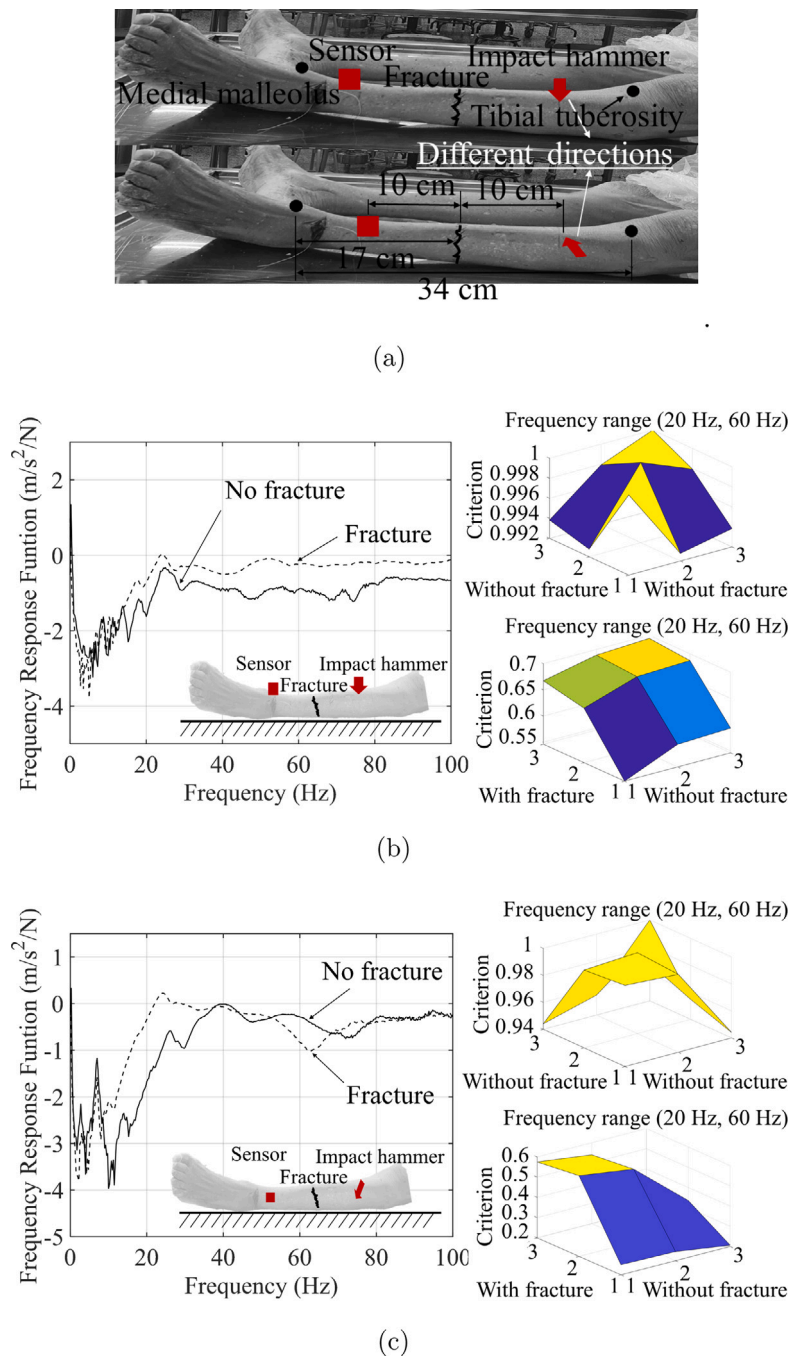 Sensor
Impact hammer
Fracture
Medial malleolus
Tibial tuberosity
Different directions
10 cm
10 cm
17 cm
34 cm
.
(a)
Frequency Response Funtion (m/s²/N)
2
0
-2
-4
0
20
40
60
80
100
Frequency (Hz)
No fracture
Fracture
Sensor
Impact hammer
Fracture
Frequency range (20 Hz, 60 Hz)
Criterion
1
0.998
0.996
0.994
0.992
3
2
1
1
2
3
Without fracture
Without fracture
Frequency range (20 Hz, 60 Hz)
Criterion
0.7
0.65
0.6
0.55
3
2
1
1
2
3
With fracture
Without fracture
(b)
Frequency Response Funtion (m/s²/N)
1
0
-1
-2
-3
-4
-5
0
20
40
60
80
100
Frequency (Hz)
No fracture
Fracture
Sensor
Impact hammer
Fracture
Frequency range (20 Hz, 60 Hz)
Criterion
1
0.98
0.96
0.94
3
2
1
1
2
3
Without fracture
Without fracture
Frequency range (20 Hz, 60 Hz)
Criterion
0.6
0.5
0.4
0.3
0.2
3
2
1
1
2
3
With fracture
Without fracture
(c)